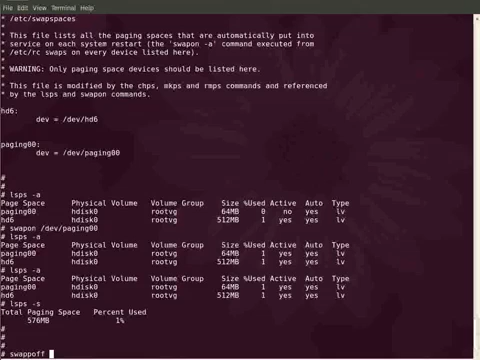 File Edit View Terminal Help
* /etc/swapspaces
*
* This file lists all the paging spaces that are automatically put into
* service on each system restart (the 'swapon -a' command executed from
* /etc/rc swaps on every device listed here).
*
* WARNING: Only paging space devices should be listed here.
*
* This file is modified by the chps, mkps and rmps commands and referenced
* by the lsps and swapon commands.
hd6:
dev = /dev/hd6
paging00:
dev = /dev/paging00
#
#
# lsps -a
Page Space Physical Volume Volume Group Size %Used Active Auto Type
paging00 hdisk0 rootvg 64MB 0 no yes lv
hd6 hdisk0 rootvg 512MB 1 yes yes lv
# swapon /dev/paging00
# lsps -a
Page Space Physical Volume Volume Group Size %Used Active Auto Type
paging00 hdisk0 rootvg 64MB 1 yes yes lv
hd6 hdisk0 rootvg 512MB 1 yes yes lv
# lsps -a
Page Space Physical Volume Volume Group Size %Used Active Auto Type
paging00 hdisk0 rootvg 64MB 1 yes yes lv
hd6 hdisk0 rootvg 512MB 1 yes yes lv
# lsps -s
Total Paging Space Percent Used
576MB 1%
#
#
#
# swappoff